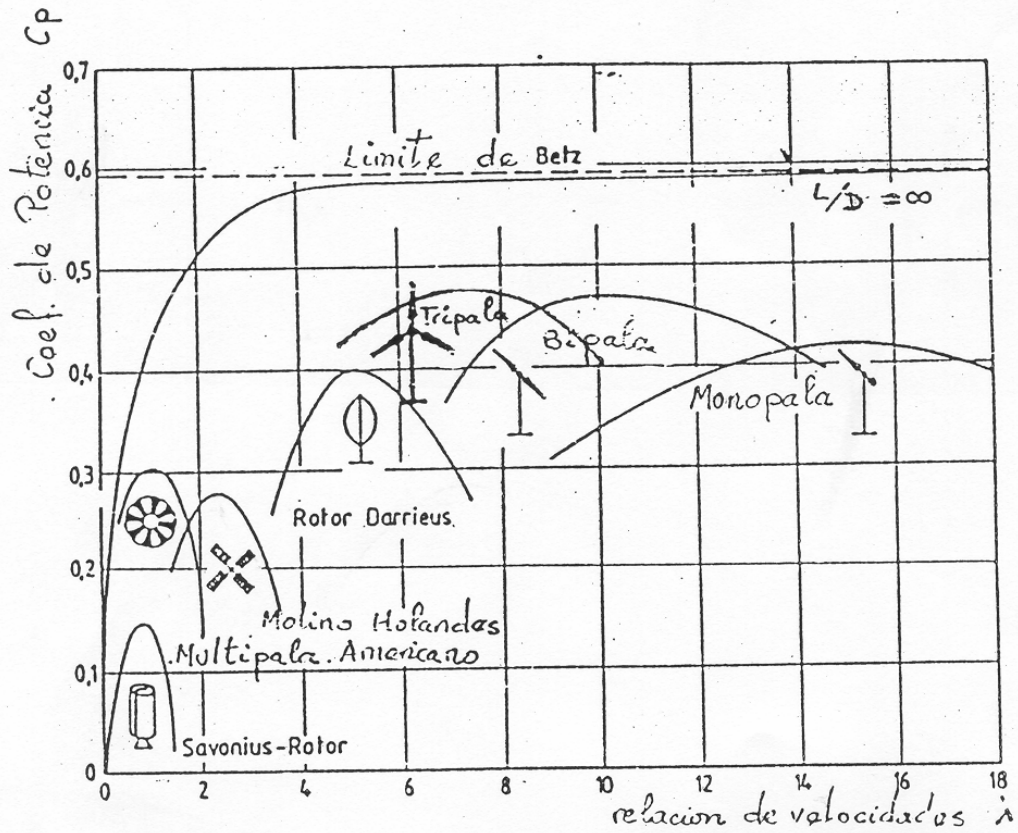 Coef. de Potencia Cp
0,7
0,6
0,5
0,4
0,3
0,2
0,1
0
Limite de Betz
L/D = ∞
Tripala
Bipala
Monopala
Rotor Darrieus
Molino Holandes
Multipala Americano
Savonius-Rotor
0 2 4 6 8 10 12 14 16 18
relacion de velocidades λ